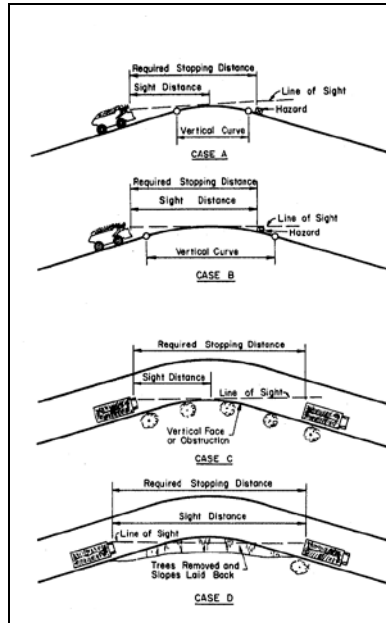 Required Stopping Distance
Sight Distance
Line of Sight
Hazard
Vertical Curve
CASE A
Required Stopping Distance
Sight Distance
Line of Sight
Hazard
Vertical Curve
CASE B
Required Stopping Distance
Sight Distance
Line of Sight
Vertical Face
or Obstruction
CASE C
Required Stopping Distance
Sight Distance
Line of Sight
Trees Removed and
Slopes Laid Back
CASE D